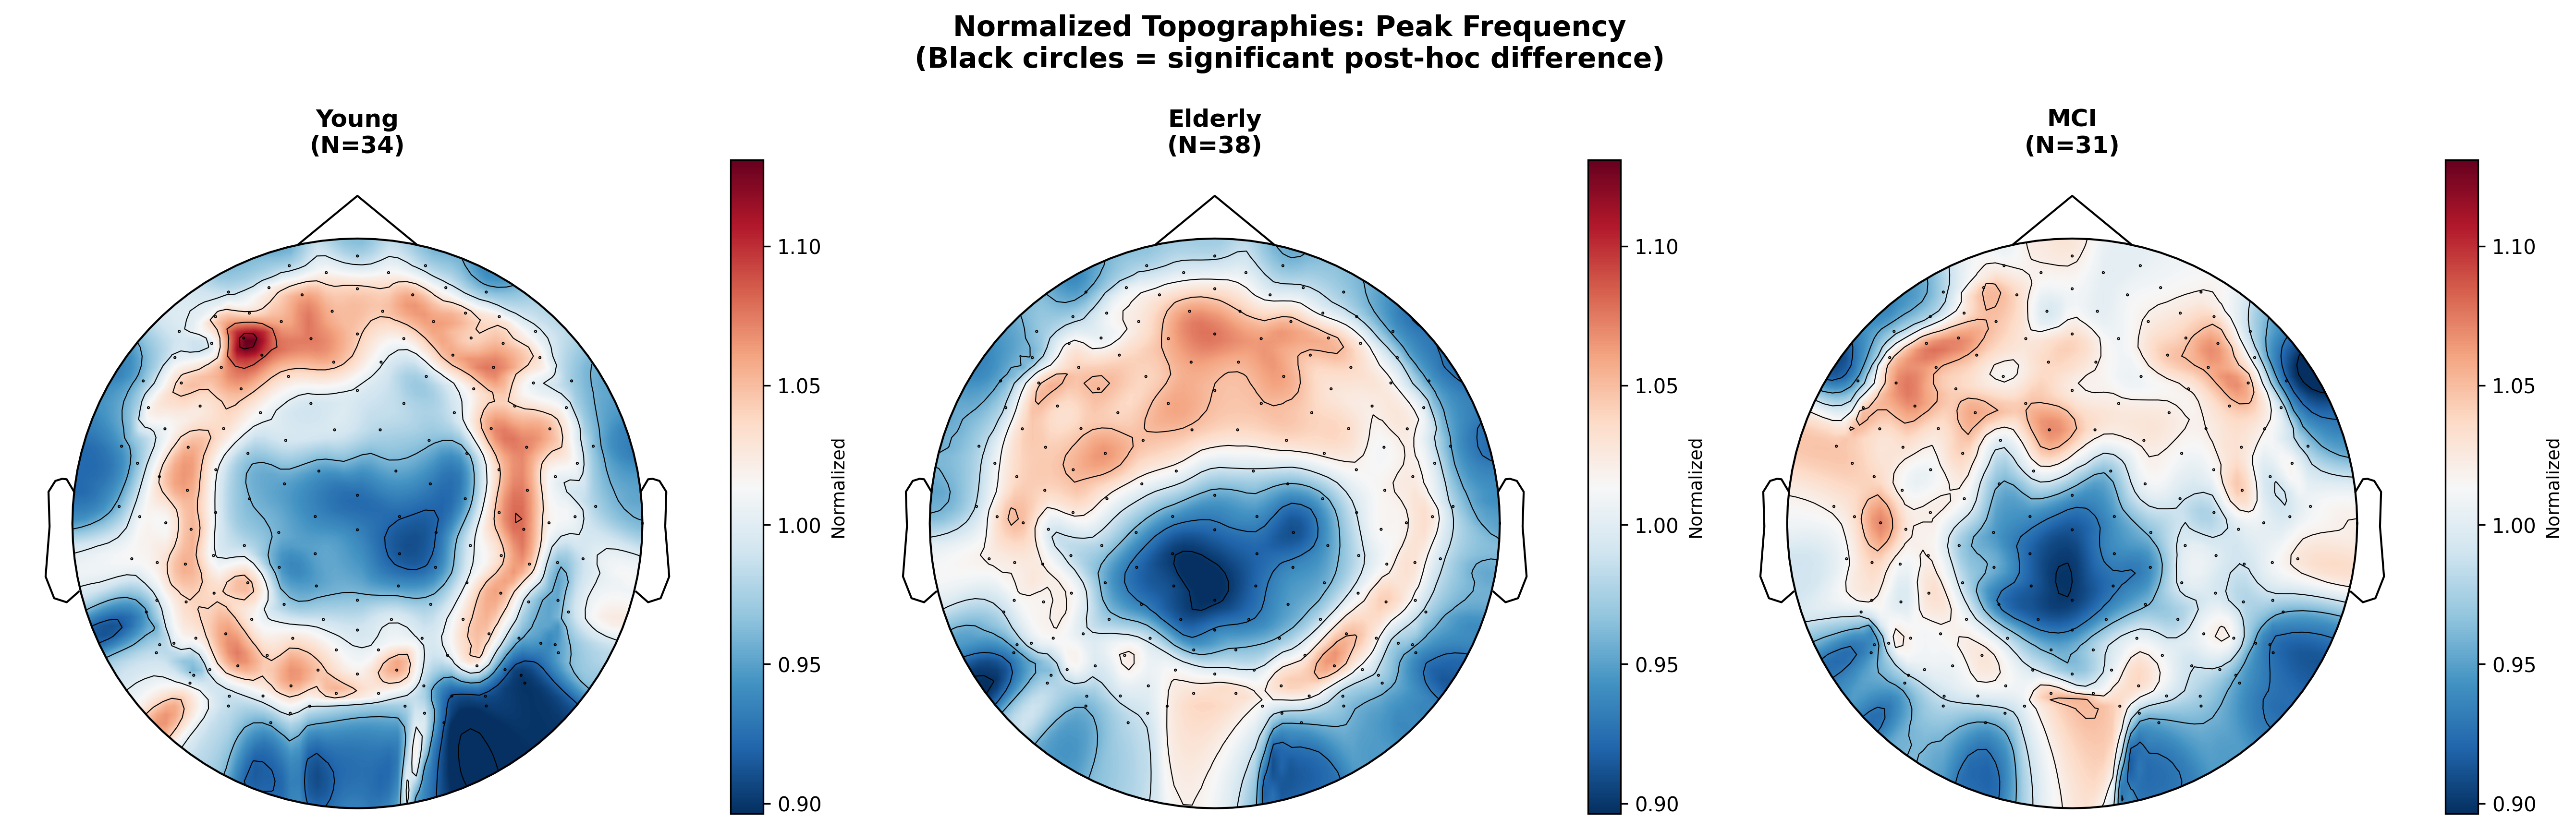 Normalized Topographies: Peak Frequency
(Black circles = significant post-hoc difference)
Young
(N=34)
1.10
1.05
1.00
0.95
0.90
Normalized
Elderly
(N=38)
1.10
1.05
1.00
0.95
0.90
Normalized
MCI
(N=31)
1.10
1.05
1.00
0.95
0.90
Normalized